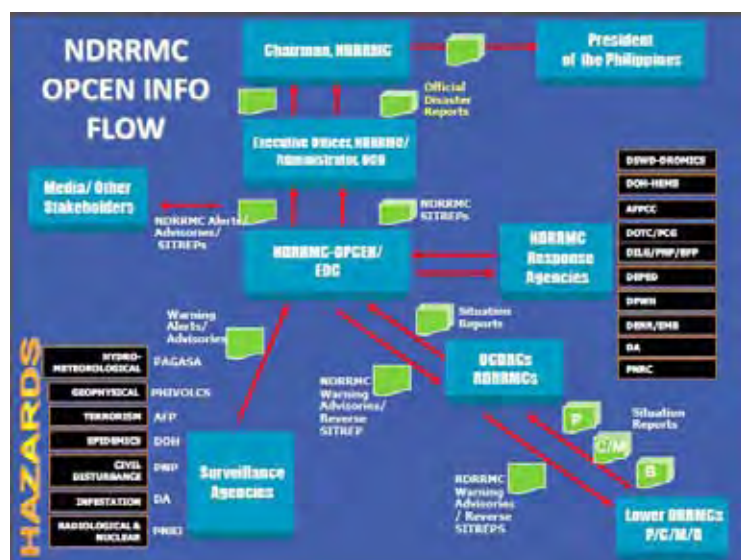 NDRRMC
OPCEN INFO
FLOW
Chairman, NDRRMC
President
of the Philippines
Official
Disaster
Reports
Executive Officer, NDRRMC/
Administrator, OCD
Media/ Other
Stakeholders
NDRRMC Alerts/
Advisories/
SITREPs
NDRRMC
SITREPs
NDRRMC-OPCEN/
EOC
NDRRMC
Response
Agencies
DSWD-DROMICS
DOH-HEMS
AFPCC
DOTC/PCG
DILG/PNP/BFP
DEPED
DPWH
DENR/EMB
DA
PNRC
Warning
Alerts/
Advisories
Situation
Reports
OCDRCs
RDRRMCs
NDRRMC
Warning
Advisories/
Reverse
SITREP
HAZARDS
HYDRO-
METEOROLOGICAL
PAGASA
GEOPHYSICAL
PHIVOLCS
TERRORISM
AFP
EPIDEMICS
DOH
CIVIL
DISTURBANCE
PNP
INFESTATION
DA
RADIOLOGICAL &
NUCLEAR
PNRI
Surveillance
Agencies
P
C/M
B
Situation
Reports
NDRRMC
Warning
Advisories
/ Reverse
SITREPS
Lower DRRMCs
P/C/M/B